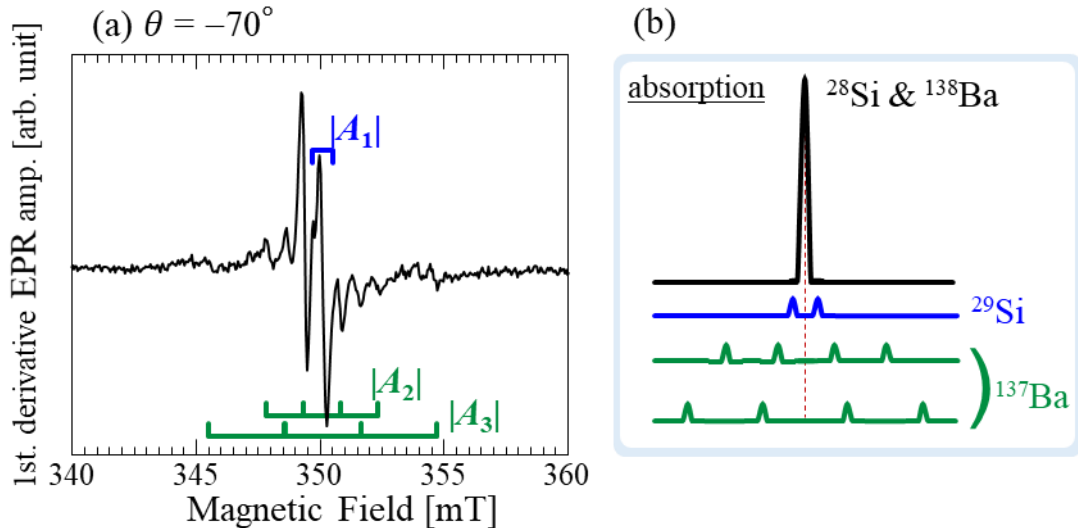 (a) θ = –70°
1st. derivative EPR amp. [arb. unit]
|A₁|
|A₂|
|A₃|
340 345 350 355 360
Magnetic Field [mT]
(b)
absorption
²⁸Si & ¹³⁸Ba
²⁹Si
¹³⁷Ba